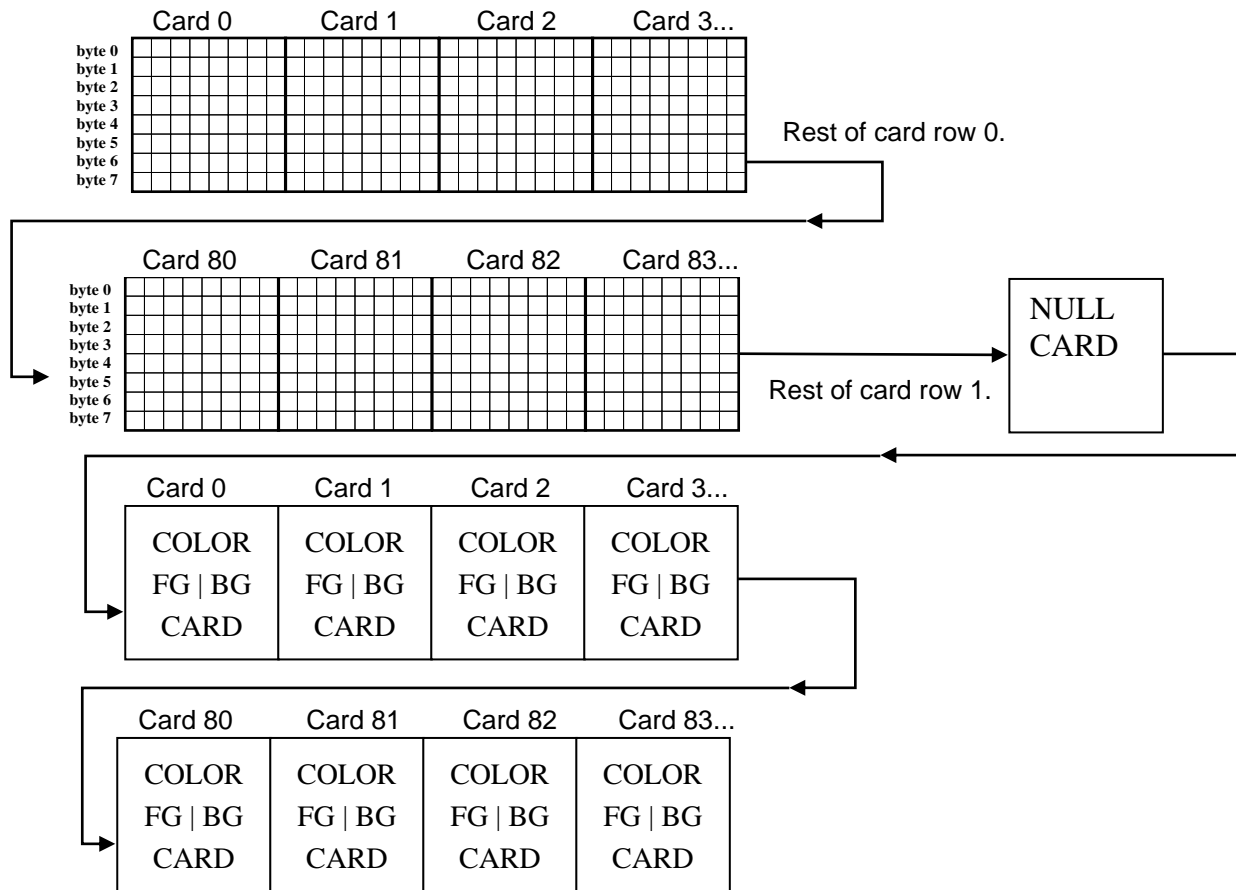 Card 0 Card 1 Card 2 Card 3...
byte 0
byte 1
byte 2
byte 3
byte 4
byte 5
byte 6
byte 7
Rest of card row 0.
Card 80 Card 81 Card 82 Card 83...
byte 0
byte 1
byte 2
byte 3
byte 4
byte 5
byte 6
byte 7
NULL
CARD
Rest of card row 1.
Card 0 Card 1 Card 2 Card 3...
COLOR COLOR COLOR COLOR
FG | BG FG | BG FG | BG FG | BG
CARD CARD CARD CARD
Card 80 Card 81 Card 82 Card 83...
COLOR COLOR COLOR COLOR
FG | BG FG | BG FG | BG FG | BG
CARD CARD CARD CARD